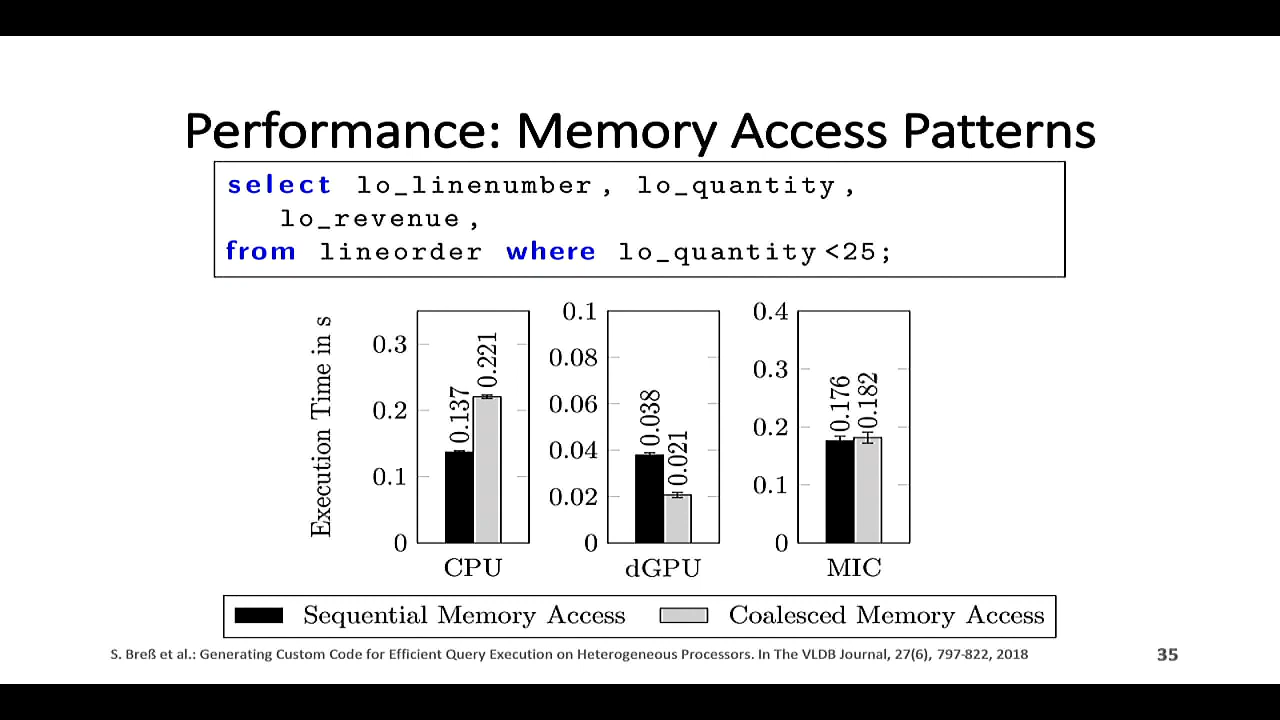 Performance: Memory Access Patterns
select lo_linenumber, lo_quantity,
lo_revenue,
from lineorder where lo_quantity<25;
Execution Time in s
0.3
0.2
0.1
0
0.137
0.221
CPU
0.1
0.08
0.06
0.04
0.02
0
0.038
0.021
dGPU
0.4
0.3
0.2
0.1
0
0.176
0.182
MIC
Sequential Memory Access
Coalesced Memory Access
S. Breß et al.: Generating Custom Code for Efficient Query Execution on Heterogeneous Processors. In The VLDB Journal, 27(6), 797-822, 2018
35